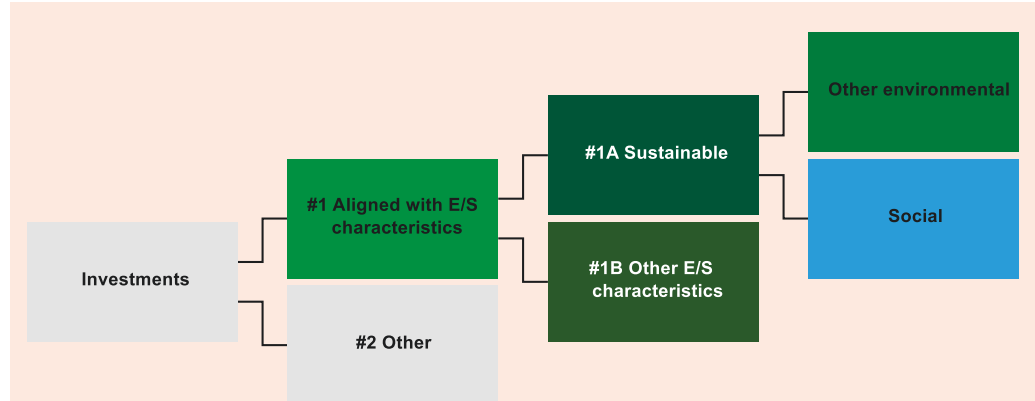 Investments
#1 Aligned with E/S
characteristics
#2 Other
#1A Sustainable
#1B Other E/S
characteristics
Other environmental
Social